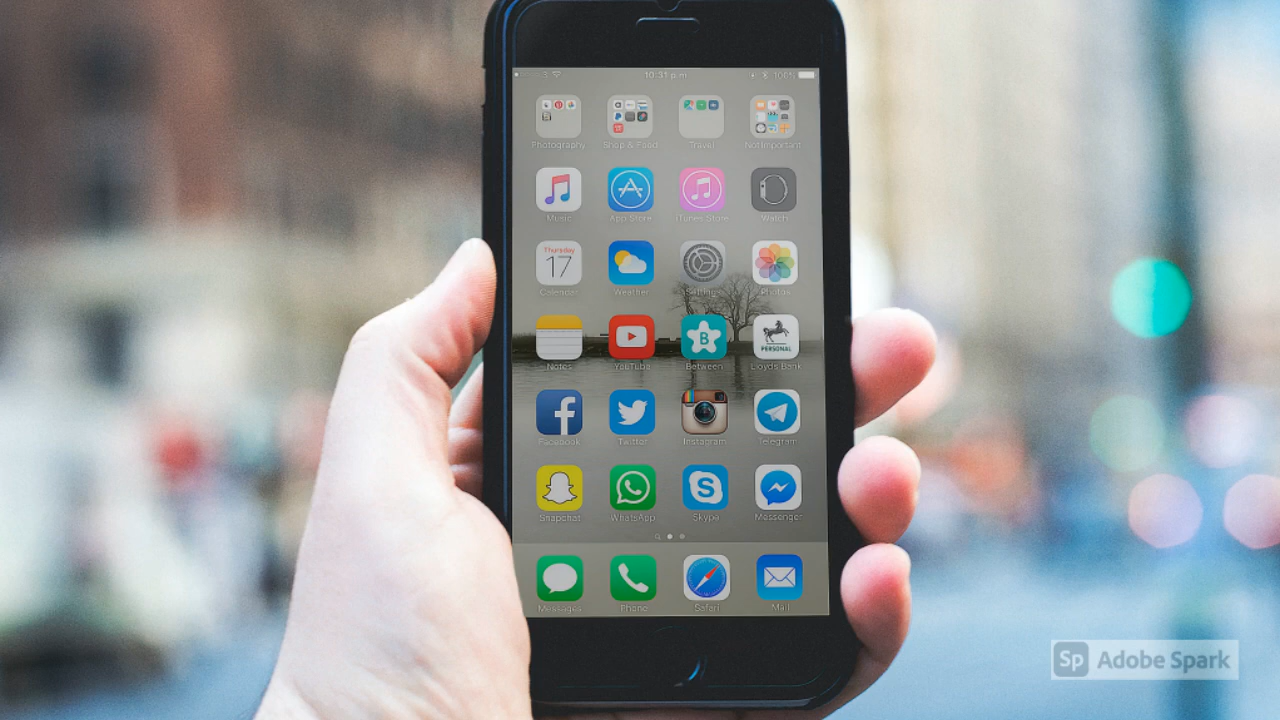 10:31 p.m. 100%
Photography Shop & Food Travel Not Important
Music App Store iTunes Store Watch
Thursday
17
Calendar Weather Settings Photos
B
PERSONAL
Notes YouTube Between Lloyds Bank
Facebook Twitter Instagram Telegram
Snapchat WhatsApp Skype Messenger
Messages Phone Safari Mail
Sp Adobe Spark